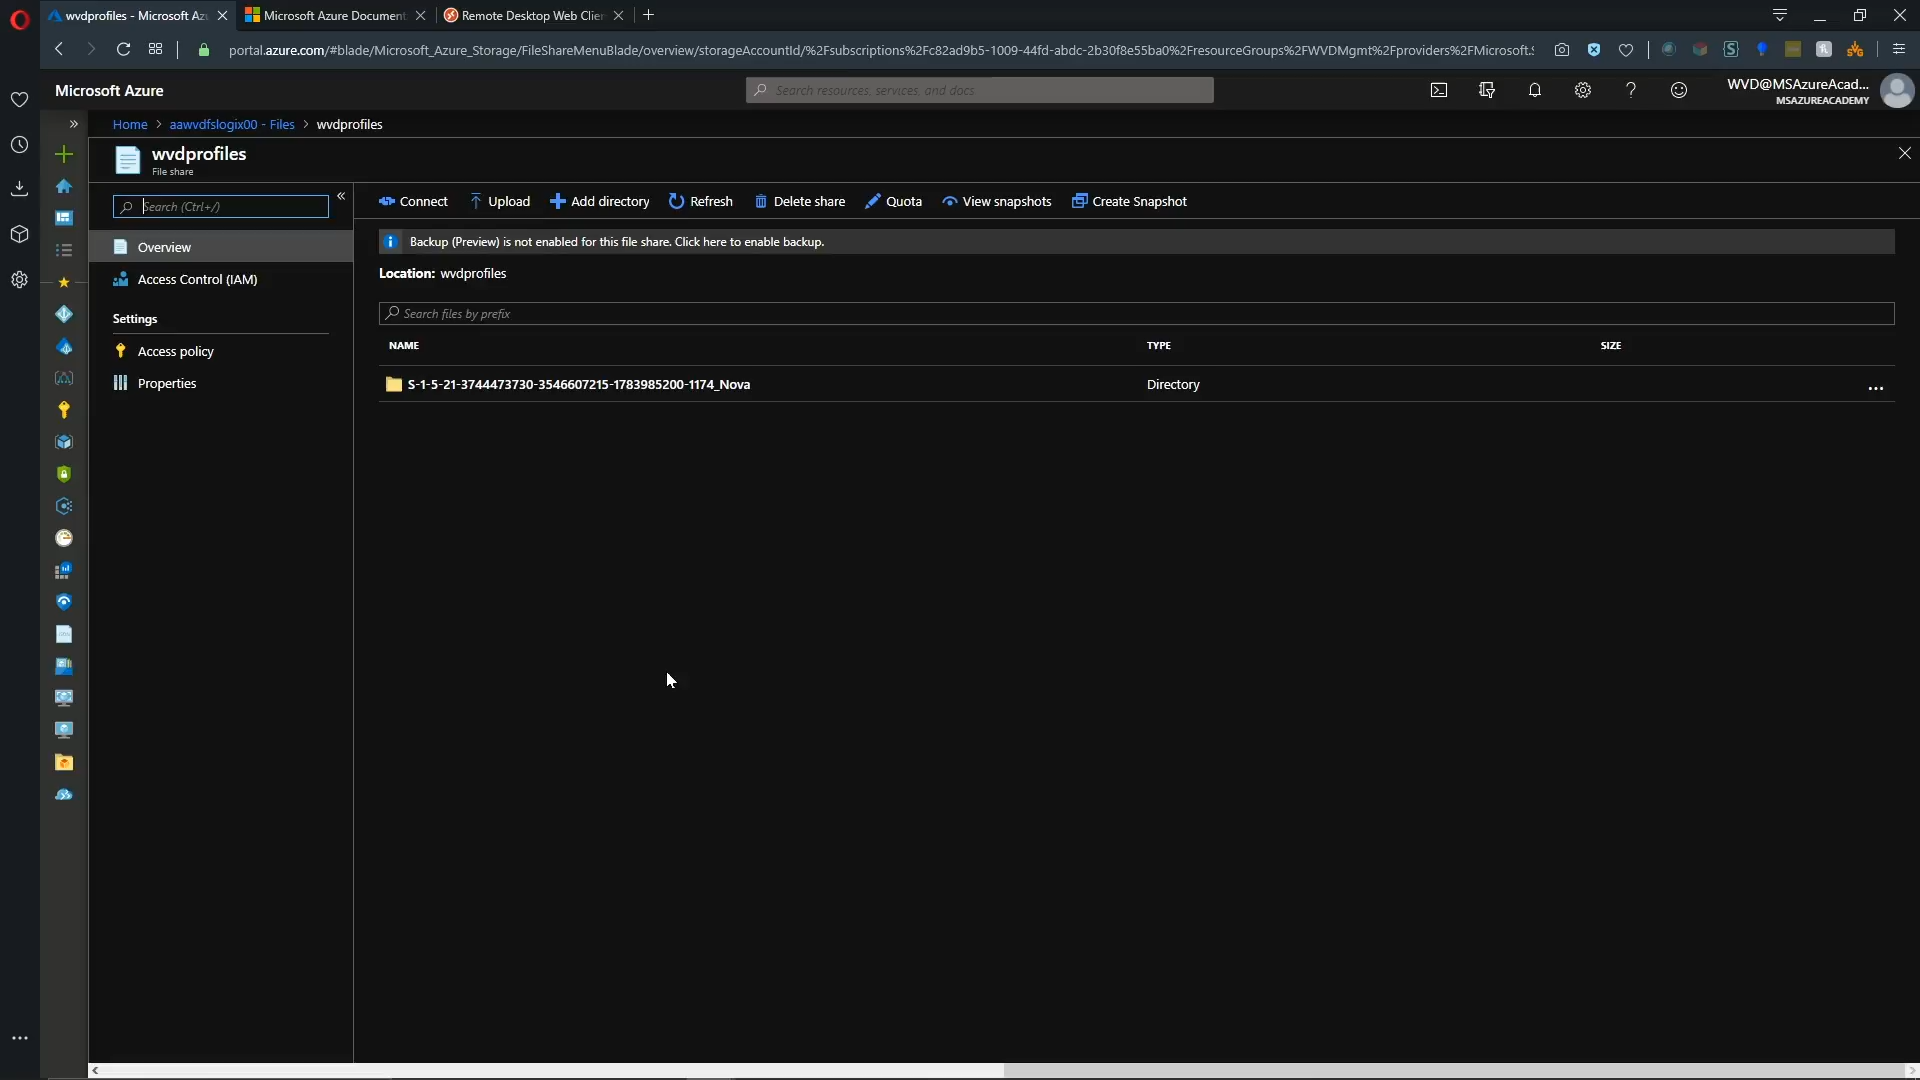 wvdprofiles - Microsoft Az
Microsoft Azure Document
Remote Desktop Web Clie
portal.azure.com/#blade/Microsoft_Azure_Storage/FileShareMenuBlade/overview/storageAccountId/%2Fsubscriptions%2Fc82ad9b5-1009-44fd-abdc-2b30f8e55ba0%2FresourceGroups%2FWVDMgmt%2Fproviders%2FMicrosoft.S
Microsoft Azure
Search resources, services, and docs
WVD@MSAzureAcad...
MSAZUREACADEMY
Home > aawvdfslogix00 - Files > wvdprofiles
wvdprofiles
File share
Search (Ctrl+/)
Overview
Access Control (IAM)
Settings
Access policy
Properties
Connect
Upload
Add directory
Refresh
Delete share
Quota
View snapshots
Create Snapshot
Backup (Preview) is not enabled for this file share. Click here to enable backup.
Location: wvdprofiles
Search files by prefix
NAME
TYPE
SIZE
S-1-5-21-3744473730-3546607215-1783985200-1174_Nova
Directory
...